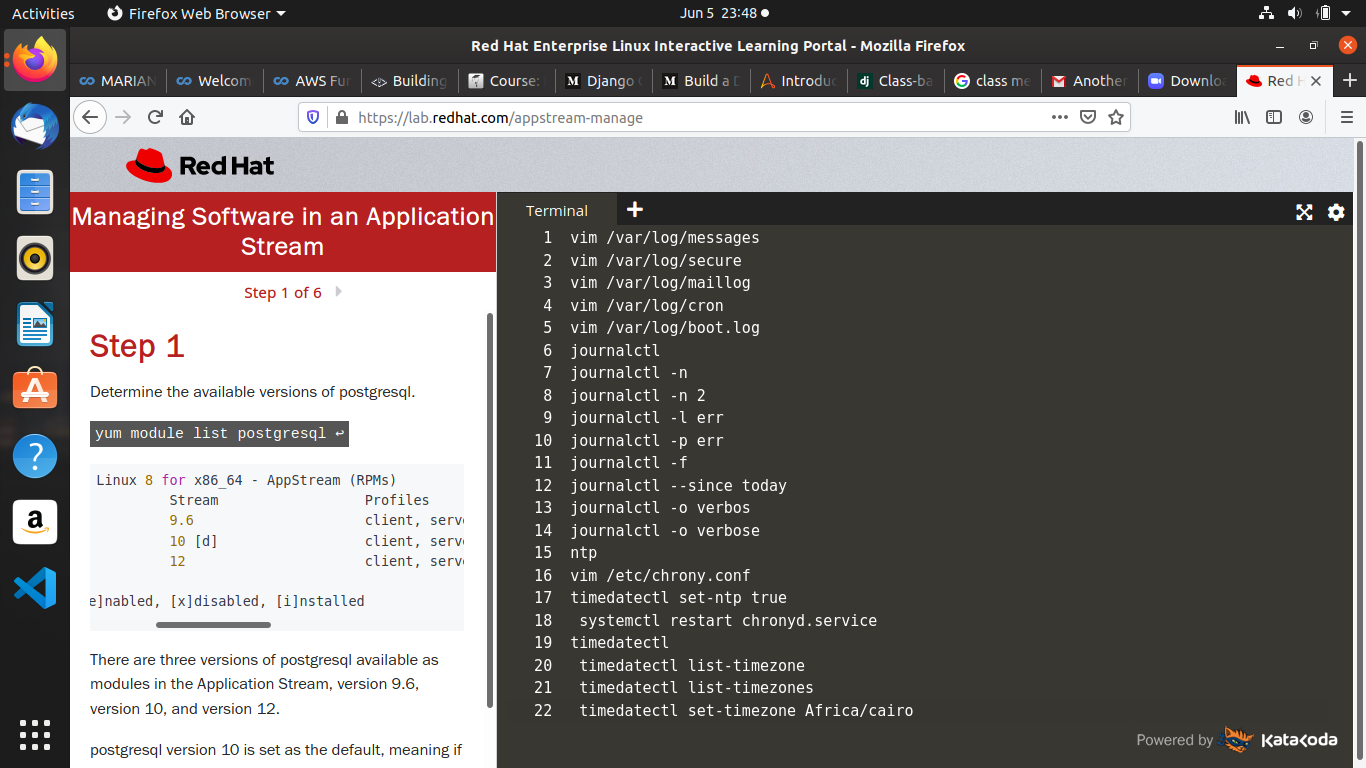 Activities
Firefox Web Browser
Jun 5 23:48
Red Hat Enterprise Linux Interactive Learning Portal - Mozilla Firefox
MARIAN
Welcom
AWS Fu
Building
Course:
Django
Build a
Introdu
Class-ba
class me
Another
Downlo
Red H
https://lab.redhat.com/appstream-manage
Red Hat
Managing Software in an Application
Stream
Step 1 of 6
Step 1
Determine the available versions of postgresql.
yum module list postgresql ↩
Linux 8 for x86_64 - AppStream (RPMs)
Stream Profiles
9.6 client, serve
10 [d] client, serve
12 client, serve
e]nabled, [x]disabled, [i]nstalled
There are three versions of postgresql available as
modules in the Application Stream, version 9.6,
version 10, and version 12.
postgresql version 10 is set as the default, meaning if
Terminal
1 vim /var/log/messages
2 vim /var/log/secure
3 vim /var/log/maillog
4 vim /var/log/cron
5 vim /var/log/boot.log
6 journalctl
7 journalctl -n
8 journalctl -n 2
9 journalctl -l err
10 journalctl -p err
11 journalctl -f
12 journalctl --since today
13 journalctl -o verbos
14 journalctl -o verbose
15 ntp
16 vim /etc/chrony.conf
17 timedatectl set-ntp true
18 systemctl restart chronyd.service
19 timedatectl
20 timedatectl list-timezone
21 timedatectl list-timezones
22 timedatectl set-timezone Africa/cairo
Powered by KataKoda